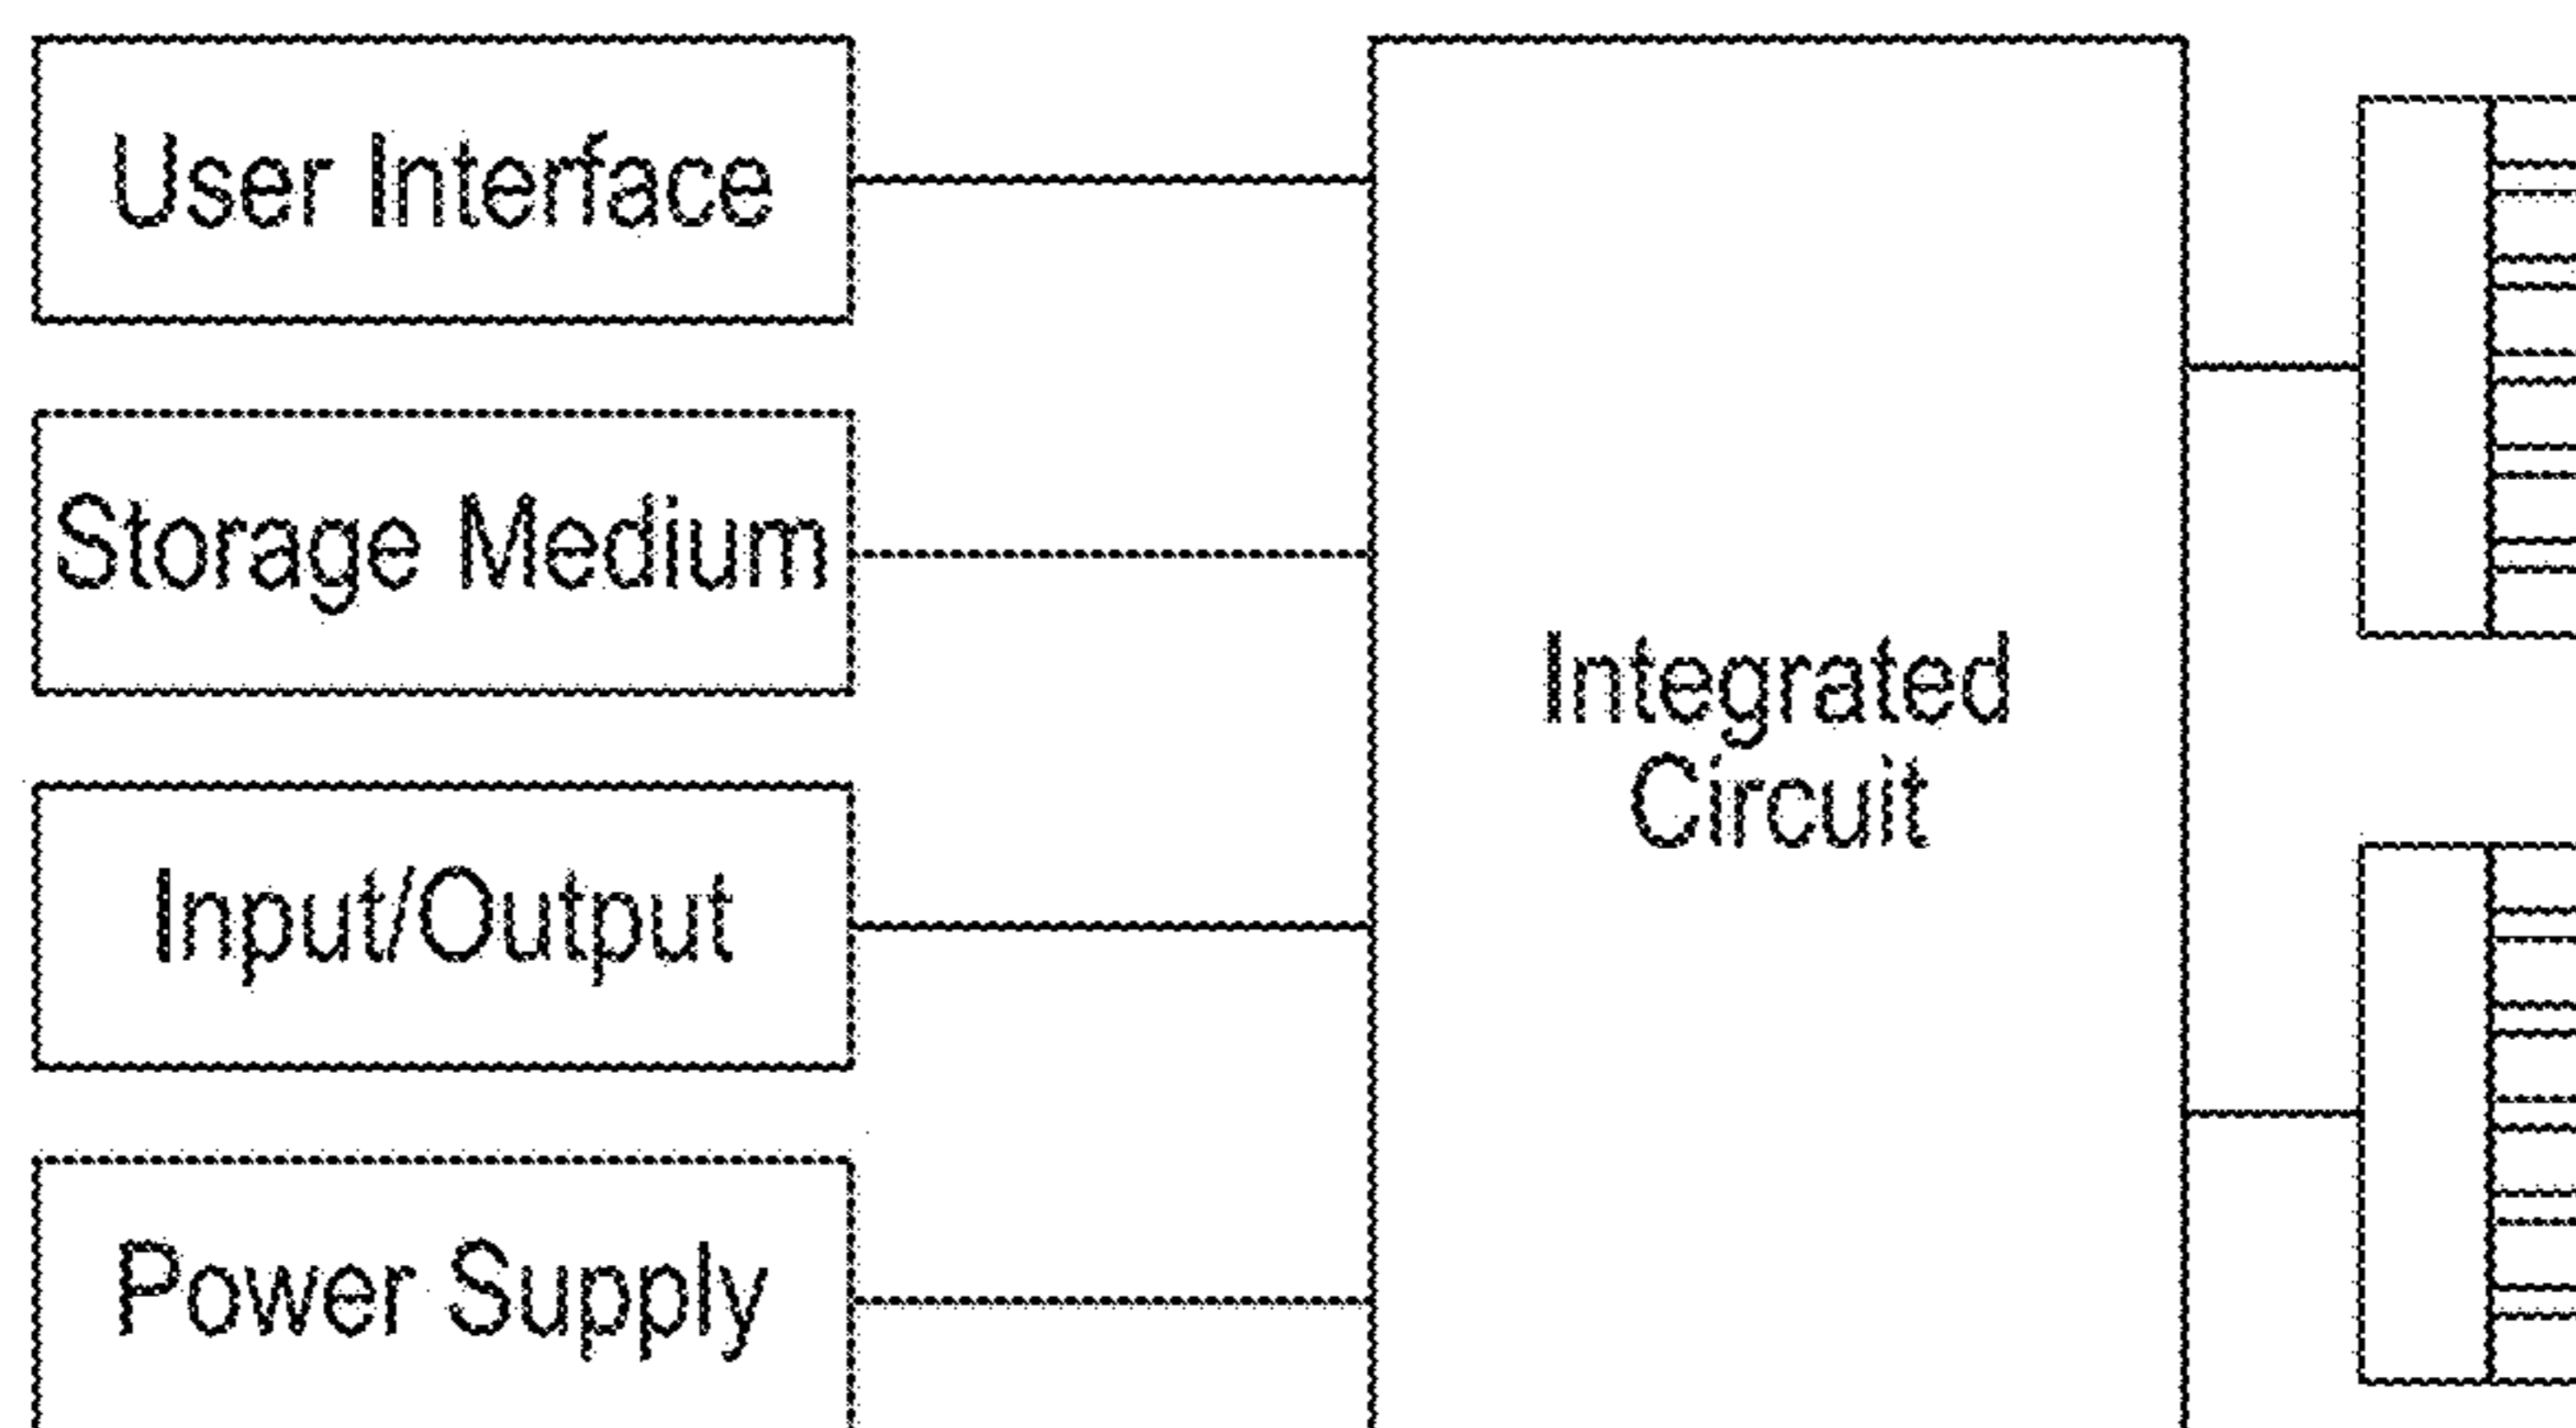 User Interface
Storage Medium
Integrated
Circuit
Input/Output
Power Supply